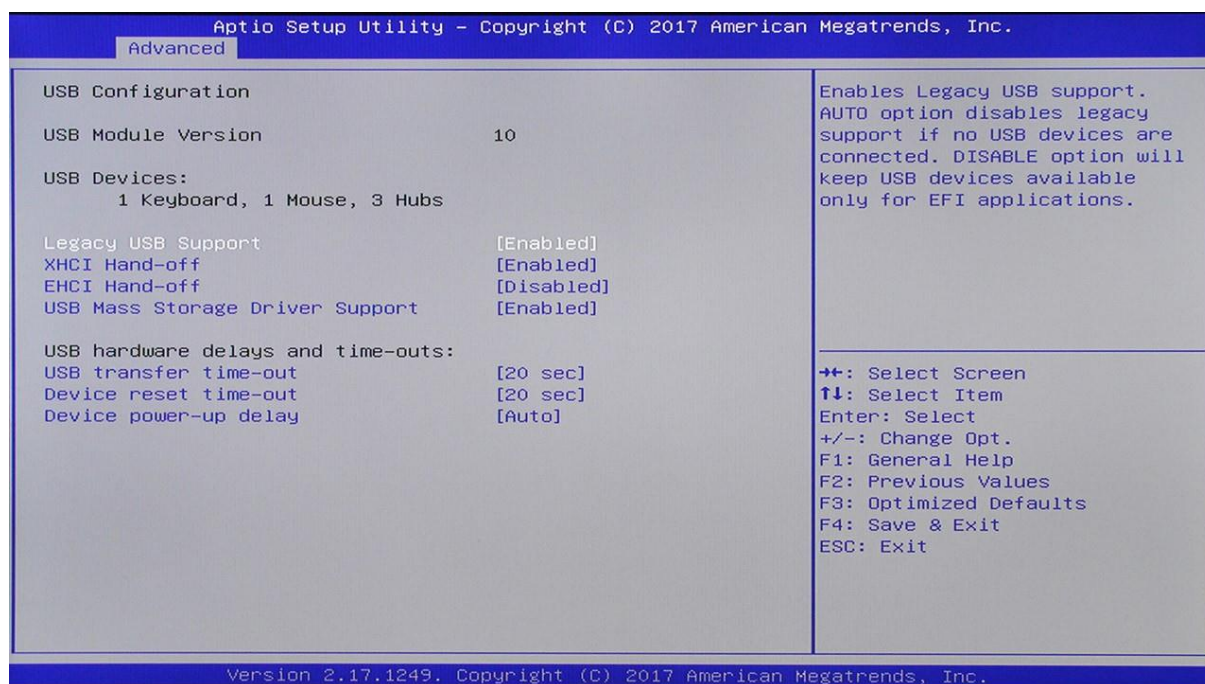 Aptio Setup Utility – Copyright (C) 2017 American Megatrends, Inc.
Advanced
USB Configuration
USB Module Version 10
USB Devices:
1 Keyboard, 1 Mouse, 3 Hubs
Legacy USB Support [Enabled]
XHCI Hand-off [Enabled]
EHCI Hand-off [Disabled]
USB Mass Storage Driver Support [Enabled]
USB hardware delays and time-outs:
USB transfer time-out [20 sec]
Device reset time-out [20 sec]
Device power-up delay [Auto]
Enables Legacy USB support.
AUTO option disables legacy
support if no USB devices are
connected. DISABLE option will
keep USB devices available
only for EFI applications.
→←: Select Screen
↑↓: Select Item
Enter: Select
+/-: Change Opt.
F1: General Help
F2: Previous Values
F3: Optimized Defaults
F4: Save & Exit
ESC: Exit
Version 2.17.1249. Copyright (C) 2017 American Megatrends, Inc.